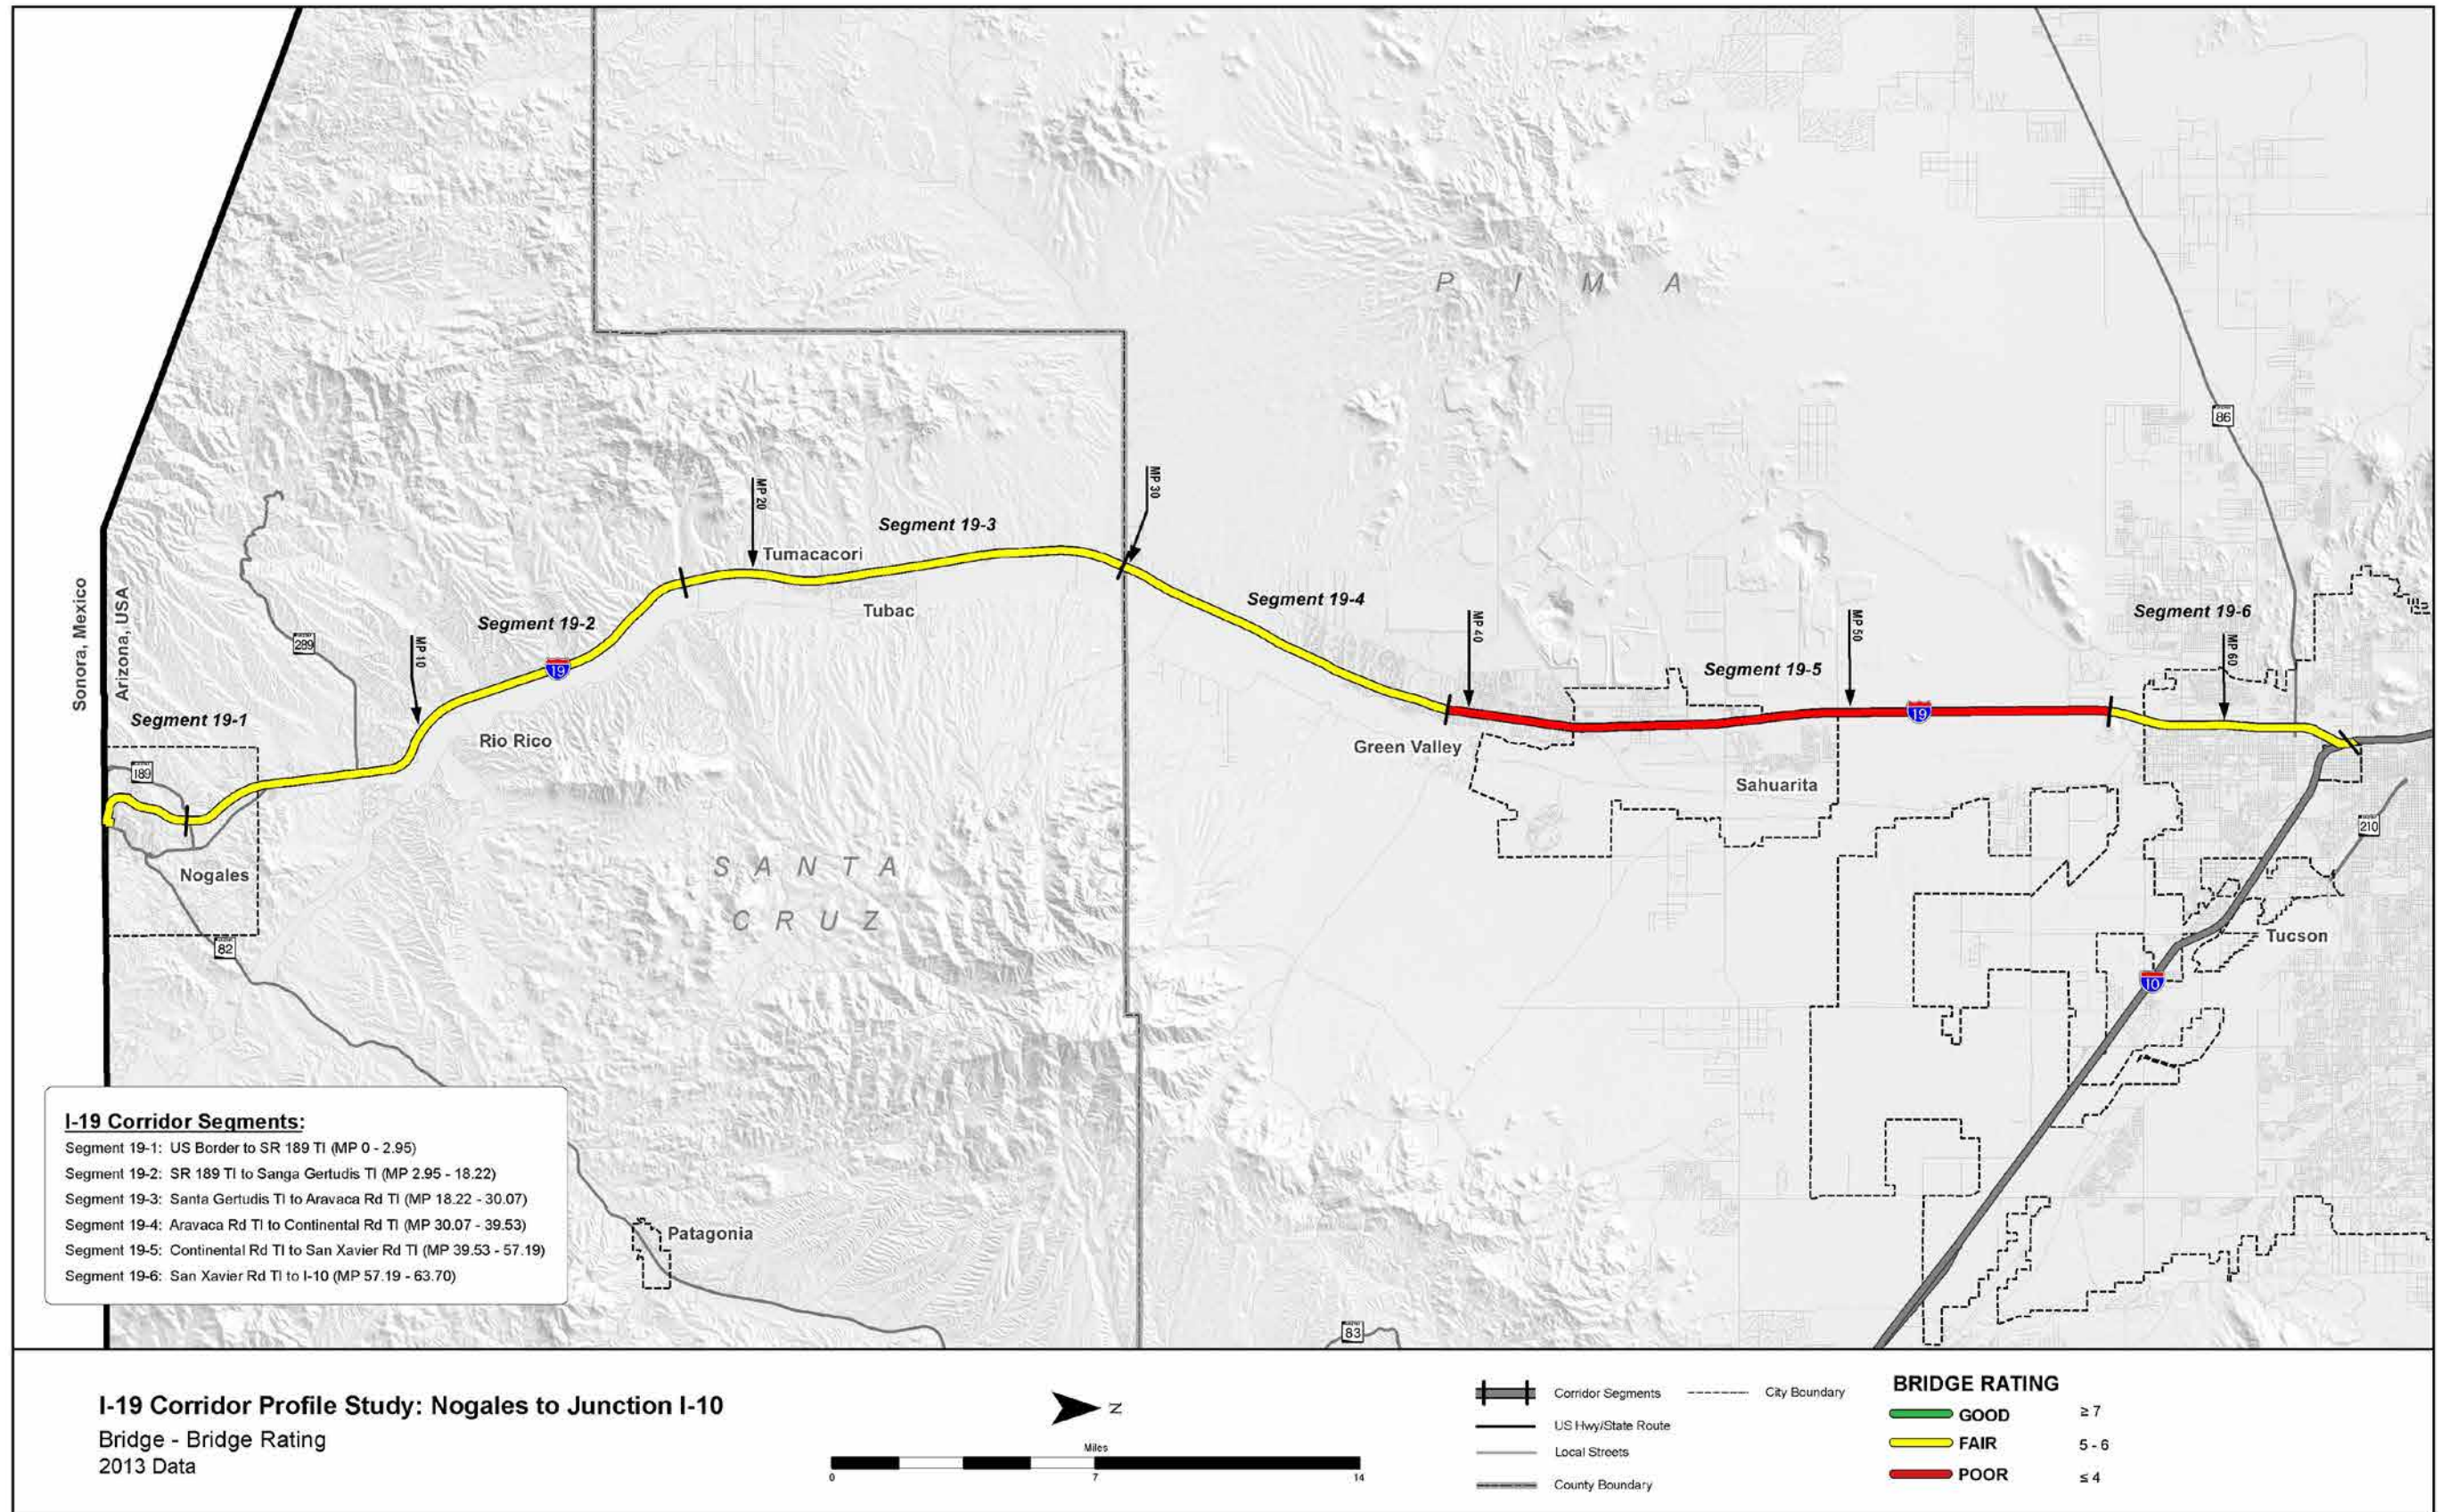 P I M A
86
MP 30
MP 20
Segment 19-3
Tumacacori
Sonora, Mexico
Arizona, USA
Segment 19-4
Tubac
Segment 19-2
289
MP 10
19
MP 40
MP 50
Segment 19-6
MP 60
Segment 19-5
19
Segment 19-1
Rio Rico
Green Valley
189
Sahuarita
210
Nogales
S A N T A
C R U Z
82
Tucson
10
I-19 Corridor Segments:
Segment 19-1: US Border to SR 189 TI (MP 0 - 2.95)
Segment 19-2: SR 189 TI to Sanga Gertudis TI (MP 2.95 - 18.22)
Segment 19-3: Santa Gertudis TI to Aravaca Rd TI (MP 18.22 - 30.07)
Segment 19-4: Aravaca Rd TI to Continental Rd TI (MP 30.07 - 39.53)
Segment 19-5: Continental Rd TI to San Xavier Rd TI (MP 39.53 - 57.19)
Segment 19-6: San Xavier Rd TI to I-10 (MP 57.19 - 63.70)
Patagonia
83
I-19 Corridor Profile Study: Nogales to Junction I-10
Bridge - Bridge Rating
2013 Data
N
Miles
0 7 14
Corridor Segments
City Boundary
US Hwy/State Route
Local Streets
County Boundary
BRIDGE RATING
GOOD ≥ 7
FAIR 5 - 6
POOR ≤ 4